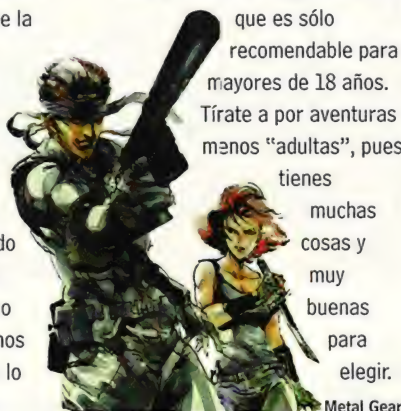 e la
do
o
nos
lo
que es sólo
recomendable para
mayores de 18 años.
Tírate a por aventuras
menos "adultas", pues
tienes
muchas
cosas y
muy
buenas
para
elegir.
Metal Gear